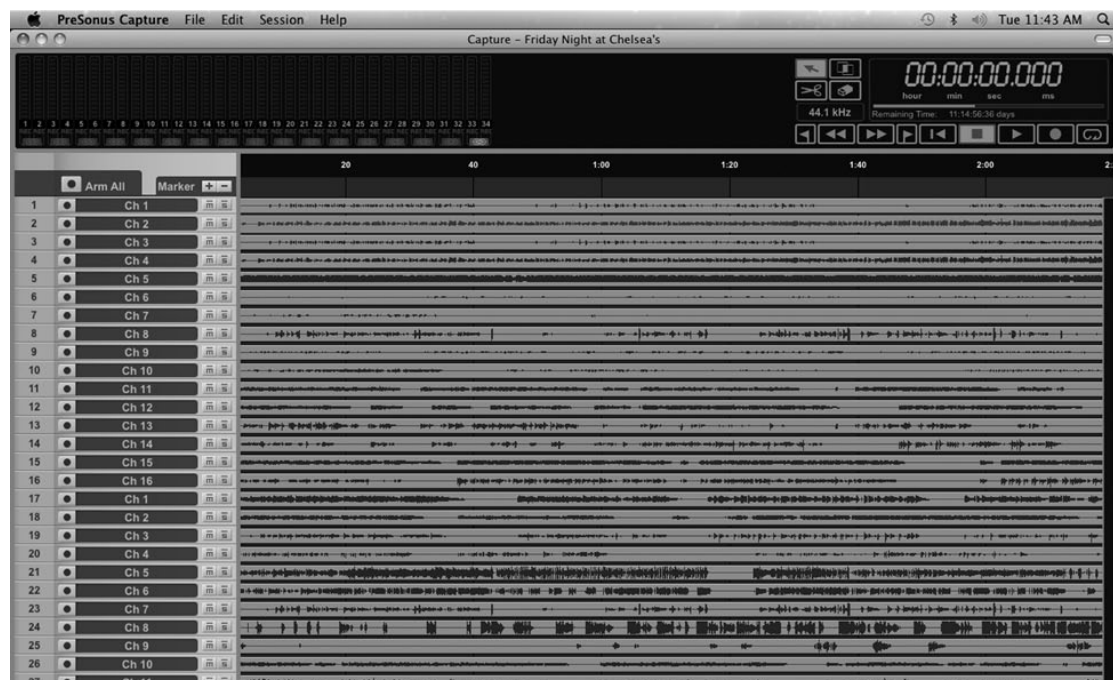 PreSonus Capture File Edit Session Help Tue 11:43 AM
Capture – Friday Night at Chelsea's
00:00:00.000
hour min sec ms
1 2 3 4 5 6 7 8 9 10 11 12 13 14 15 16 17 18 19 20 21 22 23 24 25 26 27 28 29 30 31 32 33 34
44.1 kHz Remaining Time: 11:14:56:36 days
20 40 1:00 1:20 1:40 2:00 2:
Arm All Marker + −
1 Ch 1 m s
2 Ch 2 m s
3 Ch 3 m s
4 Ch 4 m s
5 Ch 5 m s
6 Ch 6 m s
7 Ch 7 m s
8 Ch 8 m s
9 Ch 9 m s
10 Ch 10 m s
11 Ch 11 m s
12 Ch 12 m s
13 Ch 13 m s
14 Ch 14 m s
15 Ch 15 m s
16 Ch 16 m s
17 Ch 1 m s
18 Ch 2 m s
19 Ch 3 m s
20 Ch 4 m s
21 Ch 5 m s
22 Ch 6 m s
23 Ch 7 m s
24 Ch 8 m s
25 Ch 9 m s
26 Ch 10 m s